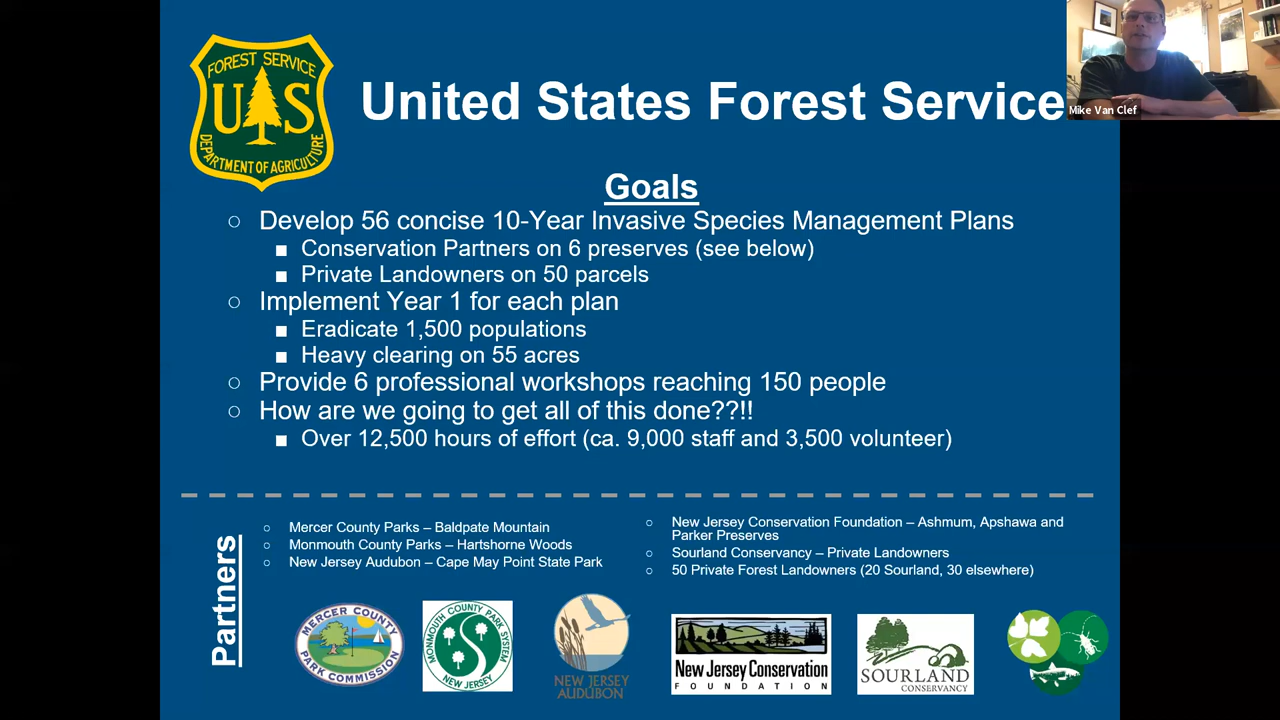 FOREST SERVICE
U S
DEPARTMENT OF AGRICULTURE
United States Forest Service
Mike Van Clef
Goals
○ Develop 56 concise 10-Year Invasive Species Management Plans
■ Conservation Partners on 6 preserves (see below)
■ Private Landowners on 50 parcels
○ Implement Year 1 for each plan
■ Eradicate 1,500 populations
■ Heavy clearing on 55 acres
○ Provide 6 professional workshops reaching 150 people
○ How are we going to get all of this done??!!
■ Over 12,500 hours of effort (ca. 9,000 staff and 3,500 volunteer)
Partners
○ Mercer County Parks – Baldpate Mountain
○ Monmouth County Parks – Hartshorne Woods
○ New Jersey Audubon – Cape May Point State Park
○ New Jersey Conservation Foundation – Ashmum, Apshawa and
Parker Preserves
○ Sourland Conservancy – Private Landowners
○ 50 Private Forest Landowners (20 Sourland, 30 elsewhere)
MERCER COUNTY
PARK COMMISSION
MONMOUTH COUNTY PARK SYSTEM
NEW JERSEY
NEW JERSEY
AUDUBON
New Jersey Conservation
FOUNDATION
SOURLAND
CONSERVANCY